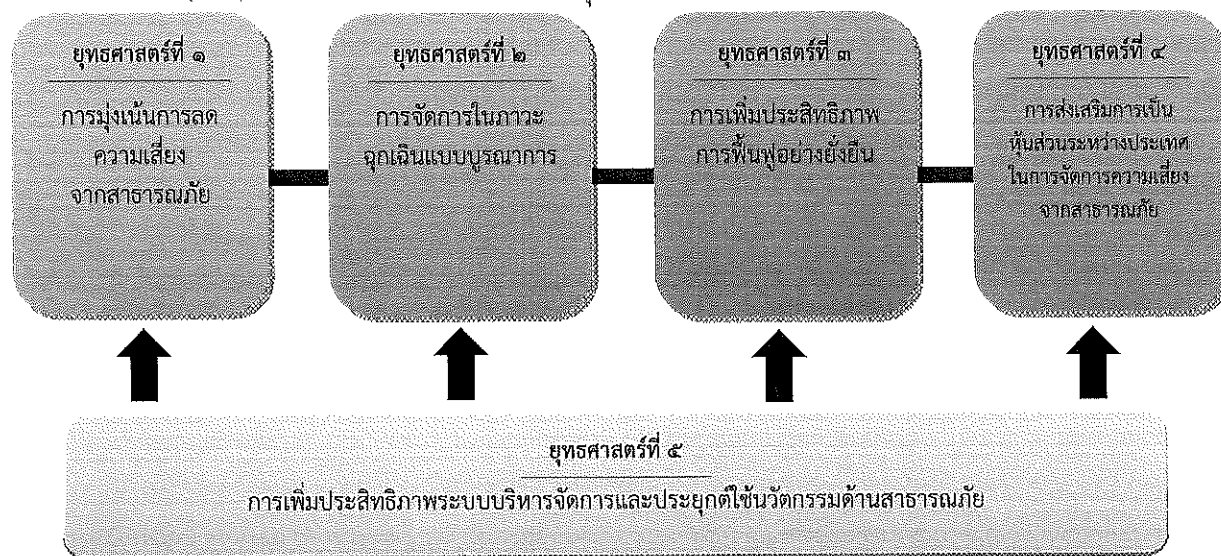 ยุทธศาสตร์ที่ ๑
การมุ่งเน้นการลด
ความเสี่ยง
จากสาธารณภัย
ยุทธศาสตร์ที่ ๒
การจัดการในภาวะ
ฉุกเฉินแบบบูรณาการ
ยุทธศาสตร์ที่ ๓
การเพิ่มประสิทธิภาพ
การฟื้นฟูอย่างยั่งยืน
ยุทธศาสตร์ที่ ๔
การส่งเสริมการเป็น
หุ้นส่วนระหว่างประเทศ
ในการจัดการความเสี่ยง
จากสาธารณภัย
ยุทธศาสตร์ที่ ๕
การเพิ่มประสิทธิภาพระบบบริหารจัดการและประยุกต์ใช้นวัตกรรมด้านสาธารณภัย